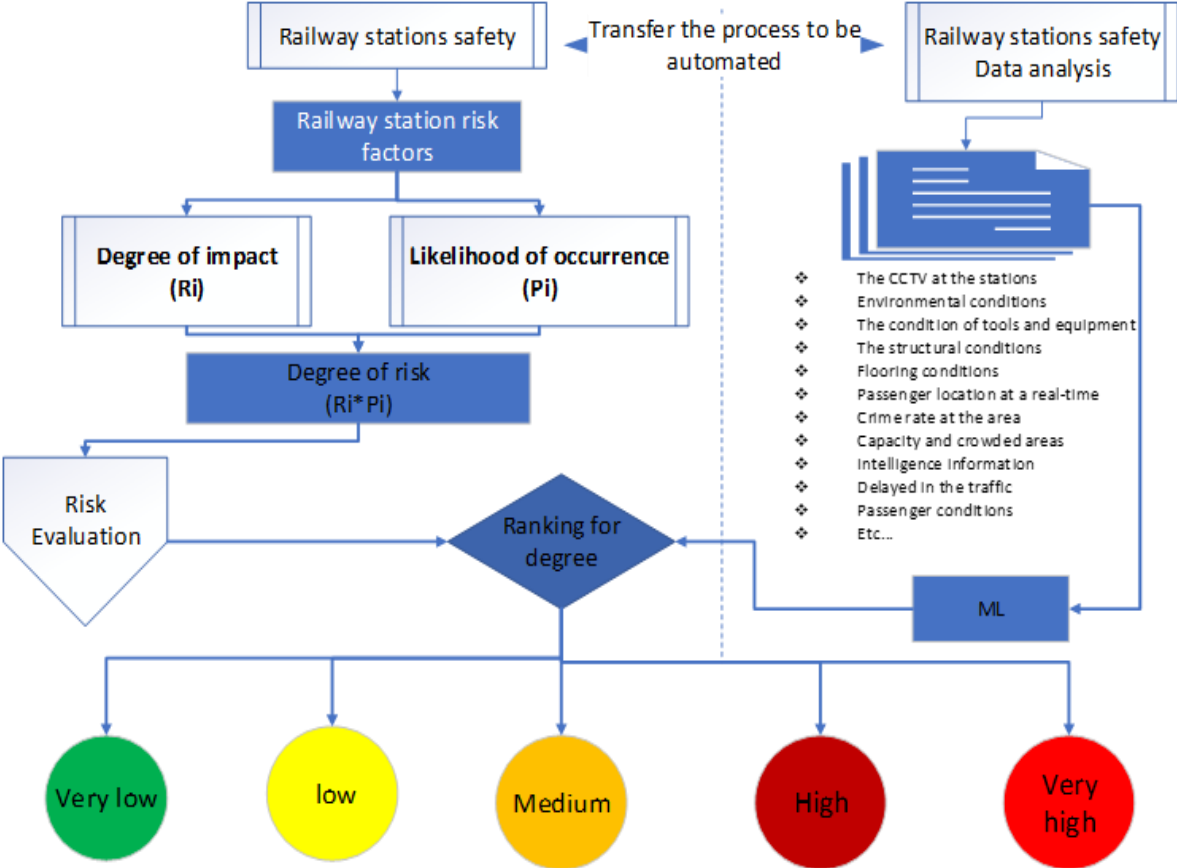 Railway stations safety
Transfer the process to be
automated
Railway stations safety
Data analysis
Railway station risk
factors
Degree of impact
(Ri)
Likelihood of occurrence
(Pi)
Degree of risk
(Ri*Pi)
Risk
Evaluation
Ranking for
degree
The CCTV at the stations
Environmental conditions
The condition of tools and equipment
The structural conditions
Flooring conditions
Passenger location at a real-time
Crime rate at the area
Capacity and crowded areas
Intelligence information
Delayed in the traffic
Passenger conditions
Etc...
ML
Very low
low
Medium
High
Very
high